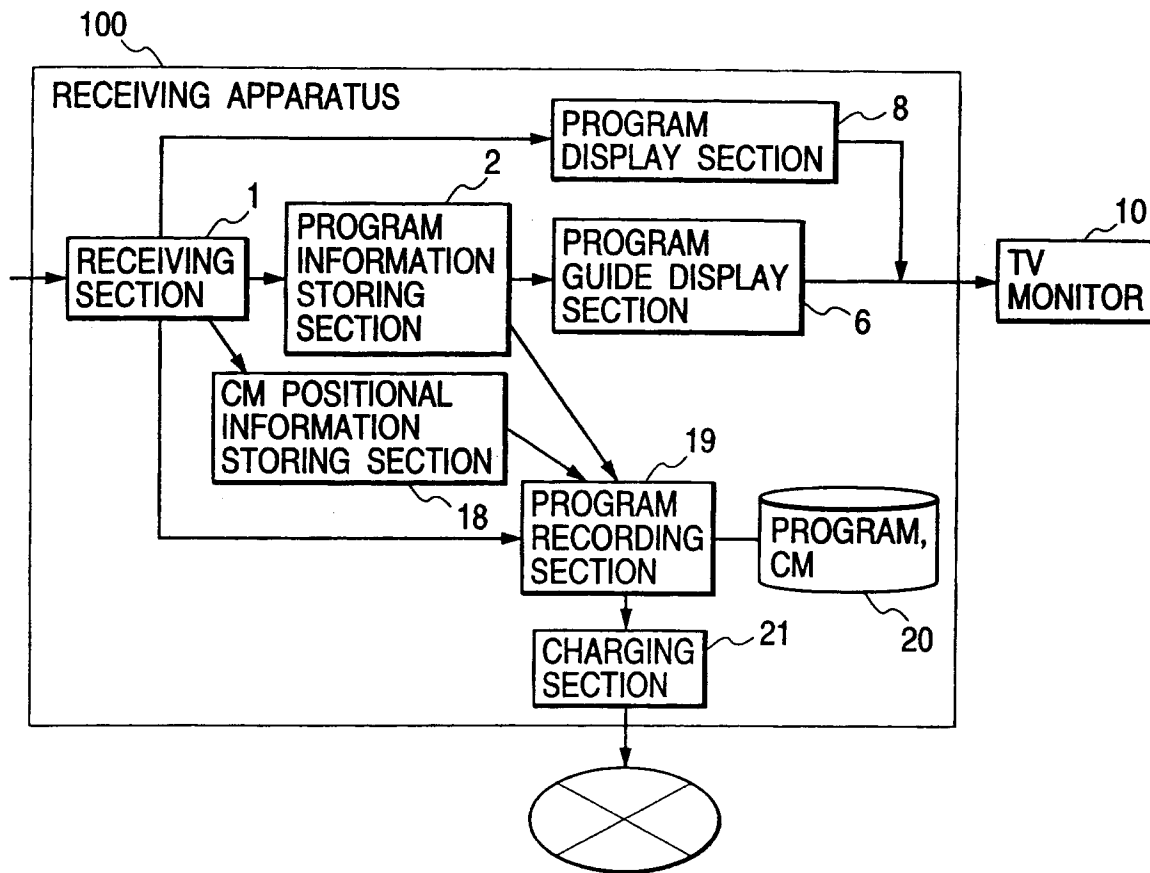 100
RECEIVING APPARATUS
PROGRAM
DISPLAY SECTION
8
2
1
RECEIVING
SECTION
PROGRAM
INFORMATION
STORING
SECTION
PROGRAM
GUIDE DISPLAY
SECTION
6
10
TV
MONITOR
CM POSITIONAL
INFORMATION
STORING SECTION
18
19
PROGRAM
RECORDING
SECTION
PROGRAM,
CM
20
21
CHARGING
SECTION